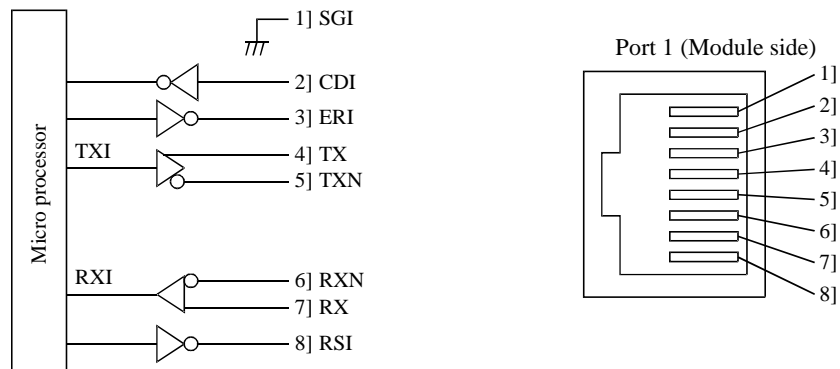 1] SGI
2] CDI
3] ERI
TXI
4] TX
5] TXN
Micro processor
RXI
6] RXN
7] RX
8] RSI
Port 1 (Module side)
1]
2]
3]
4]
5]
6]
7]
8]